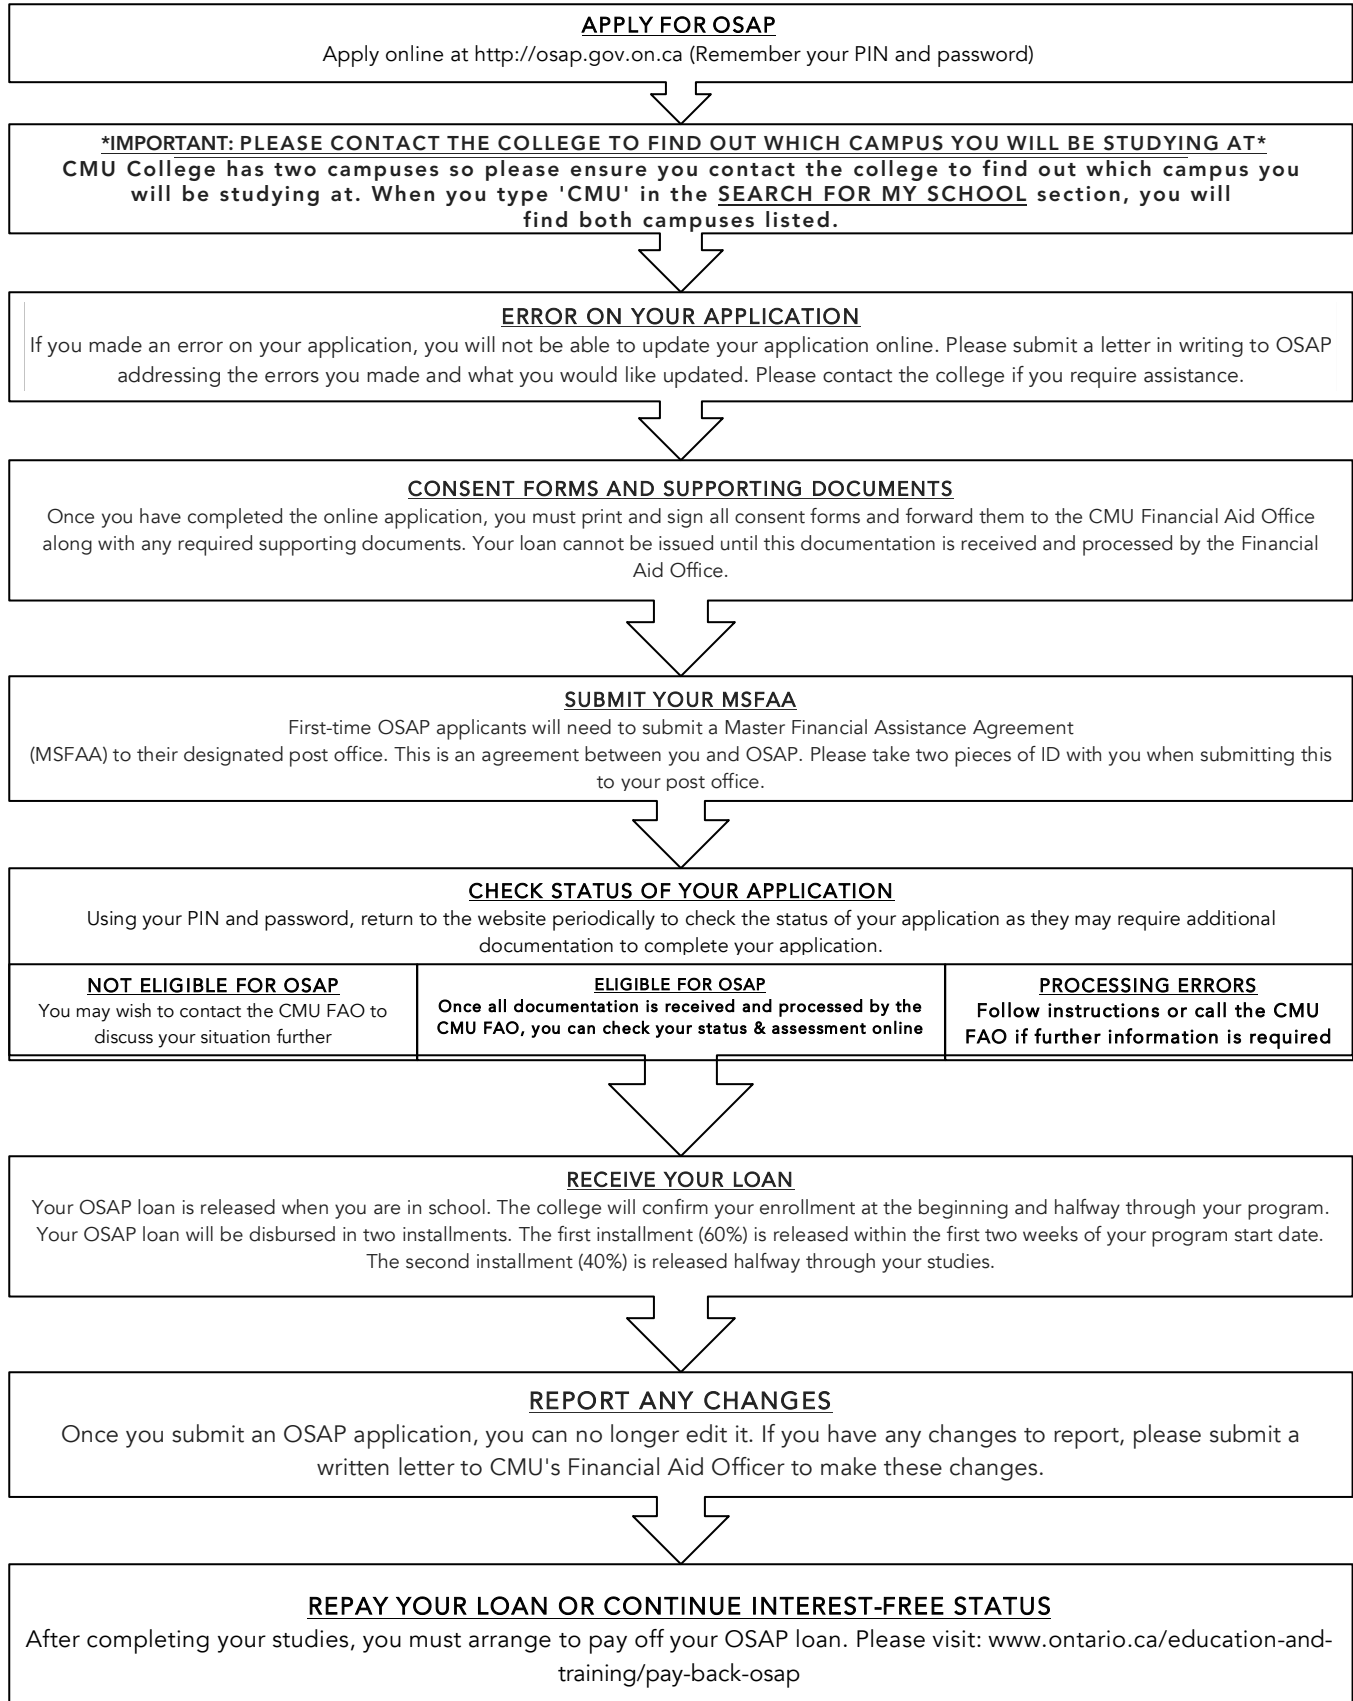 APPLY FOR OSAP
Apply online at http://osap.gov.on.ca (Remember your PIN and password)
*IMPORTANT: PLEASE CONTACT THE COLLEGE TO FIND OUT WHICH CAMPUS YOU WILL BE STUDYING AT*
CMU College has two campuses so please ensure you contact the college to find out which campus you
will be studying at. When you type 'CMU' in the SEARCH FOR MY SCHOOL section, you will
find both campuses listed.
ERROR ON YOUR APPLICATION
If you made an error on your application, you will not be able to update your application online. Please submit a letter in writing to OSAP
addressing the errors you made and what you would like updated. Please contact the college if you require assistance.
CONSENT FORMS AND SUPPORTING DOCUMENTS
Once you have completed the online application, you must print and sign all consent forms and forward them to the CMU Financial Aid Office
along with any required supporting documents. Your loan cannot be issued until this documentation is received and processed by the Financial
Aid Office.
SUBMIT YOUR MSFAA
First-time OSAP applicants will need to submit a Master Financial Assistance Agreement
(MSFAA) to their designated post office. This is an agreement between you and OSAP. Please take two pieces of ID with you when submitting this
to your post office.
CHECK STATUS OF YOUR APPLICATION
Using your PIN and password, return to the website periodically to check the status of your application as they may require additional
documentation to complete your application.
NOT ELIGIBLE FOR OSAP
You may wish to contact the CMU FAO to
discuss your situation further
ELIGIBLE FOR OSAP
Once all documentation is received and processed by the
CMU FAO, you can check your status & assessment online
PROCESSING ERRORS
Follow instructions or call the CMU
FAO if further information is required
RECEIVE YOUR LOAN
Your OSAP loan is released when you are in school. The college will confirm your enrollment at the beginning and halfway through your program.
Your OSAP loan will be disbursed in two installments. The first installment (60%) is released within the first two weeks of your program start date.
The second installment (40%) is released halfway through your studies.
REPORT ANY CHANGES
Once you submit an OSAP application, you can no longer edit it. If you have any changes to report, please submit a
written letter to CMU's Financial Aid Officer to make these changes.
REPAY YOUR LOAN OR CONTINUE INTEREST-FREE STATUS
After completing your studies, you must arrange to pay off your OSAP loan. Please visit: www.ontario.ca/education-and-
training/pay-back-osap